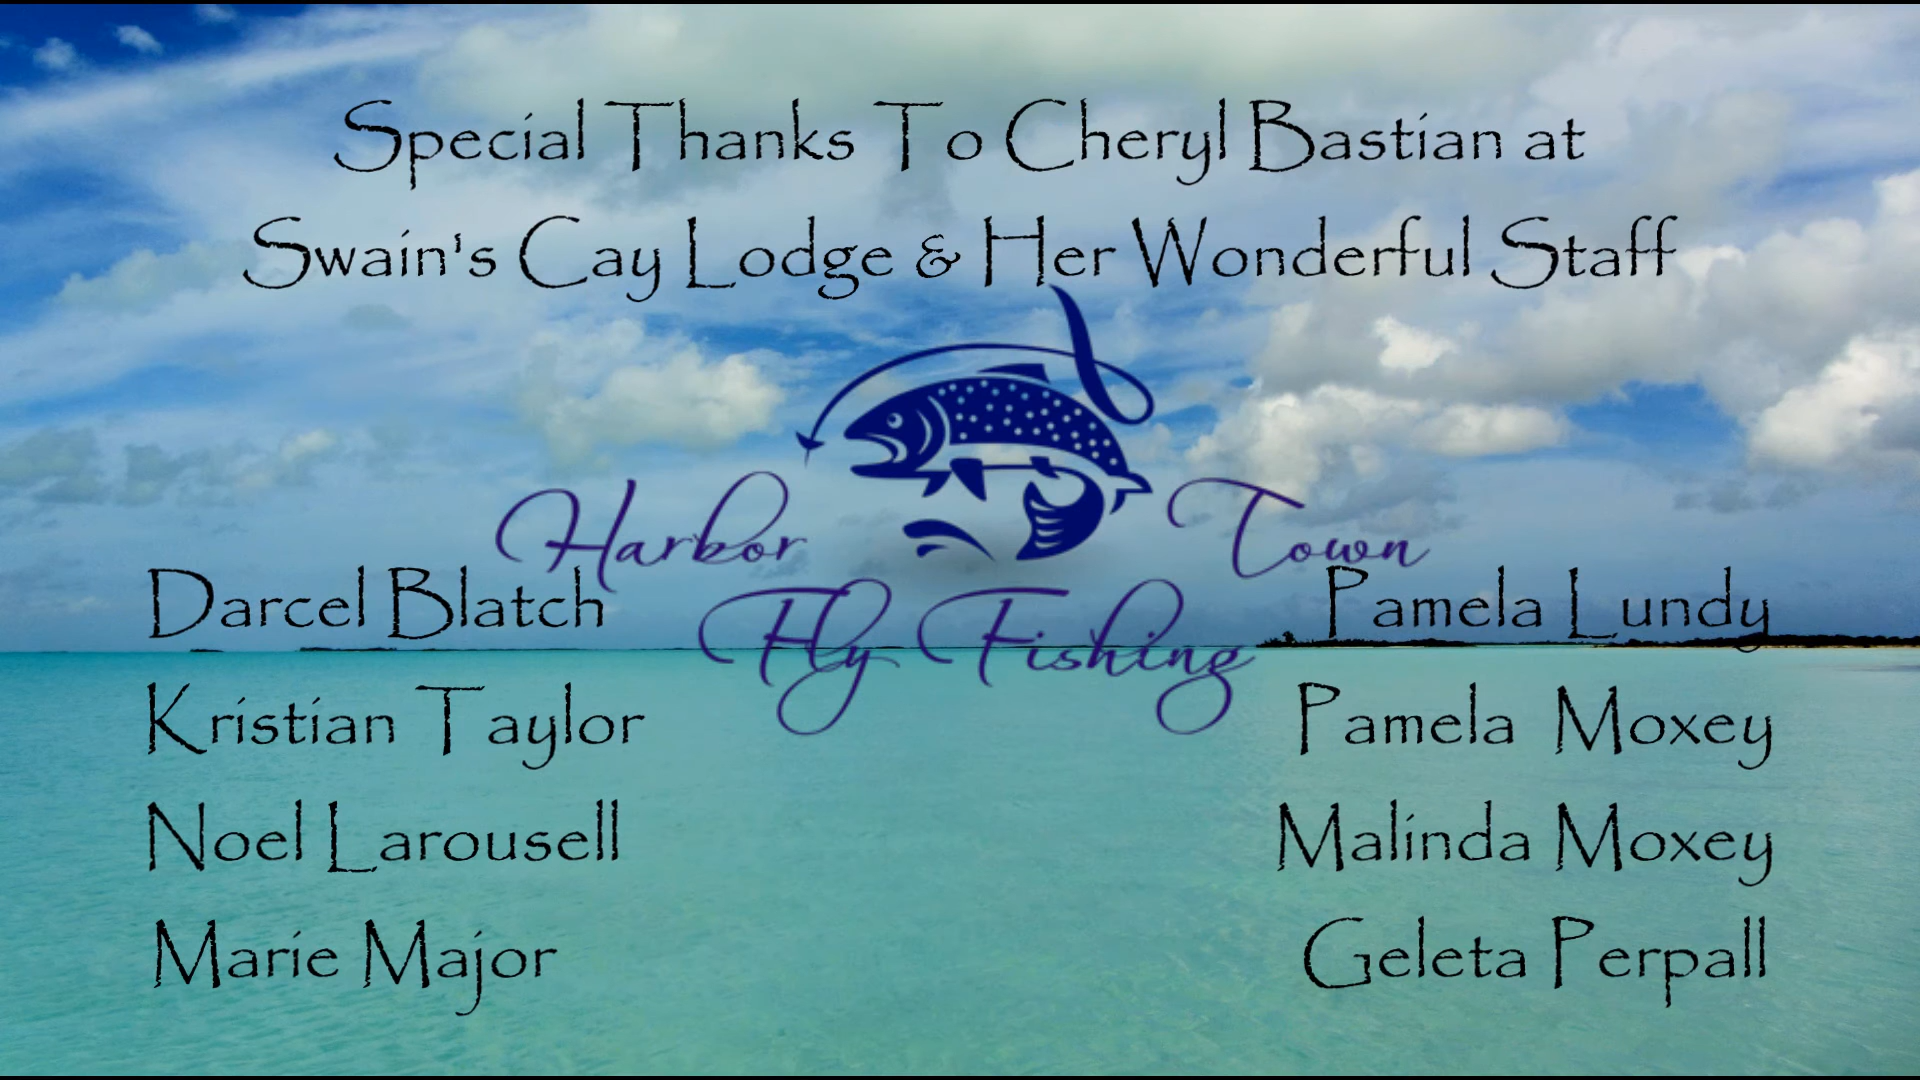 Special Thanks To Cheryl Bastian at
Swain's Cay Lodge & Her Wonderful Staff
Harbor Town
Fly Fishing
Darcel Blatch
Kristian Taylor
Noel Larousell
Marie Major
Pamela Lundy
Pamela Moxey
Malinda Moxey
Geleta Perpall